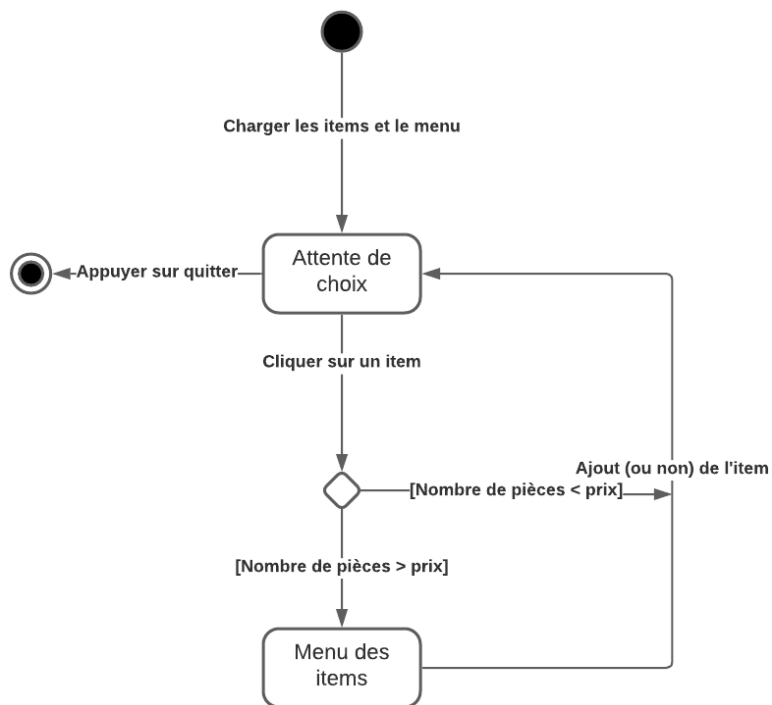 Charger les items et le menu
Attente de
choix
Appuyer sur quitter
Cliquer sur un item
Ajout (ou non) de l'item
[Nombre de pièces < prix]
[Nombre de pièces > prix]
Menu des
items